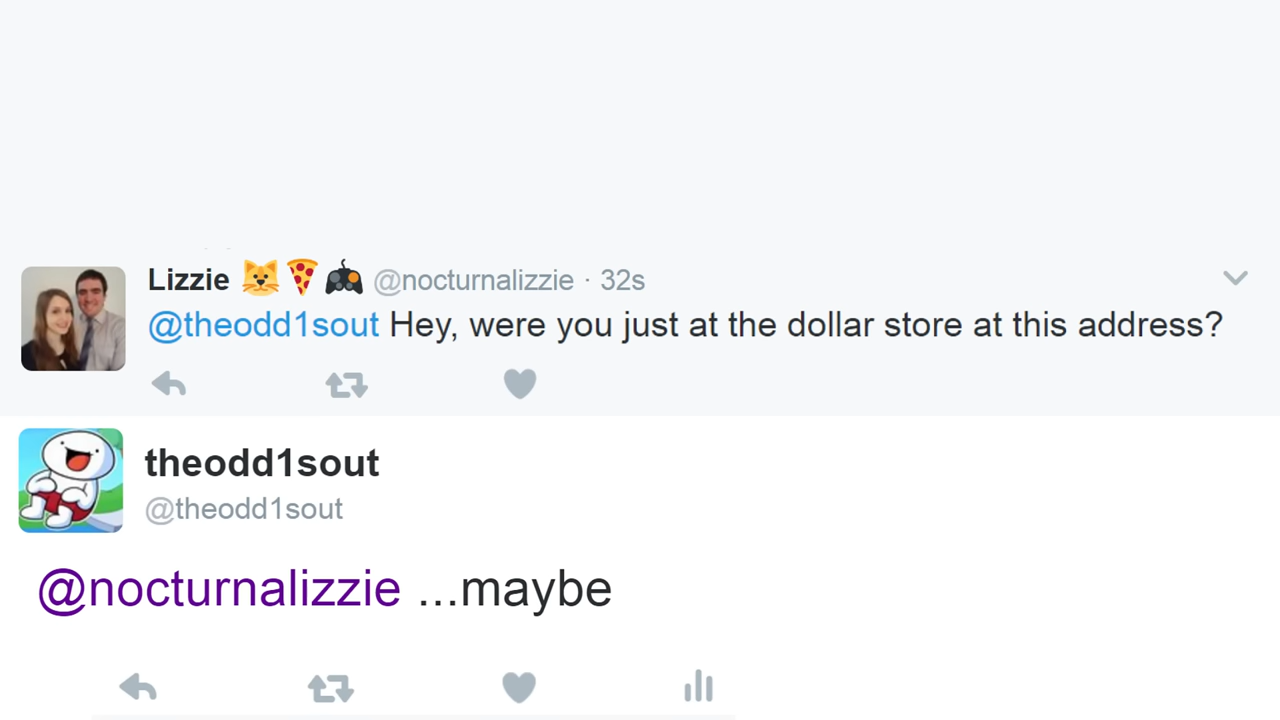 Lizzie 🐱🍕🎮 @nocturnalizzie · 32s
@theodd1sout Hey, were you just at the dollar store at this address?
theodd1sout
@theodd1sout
@nocturnalizzie ...maybe